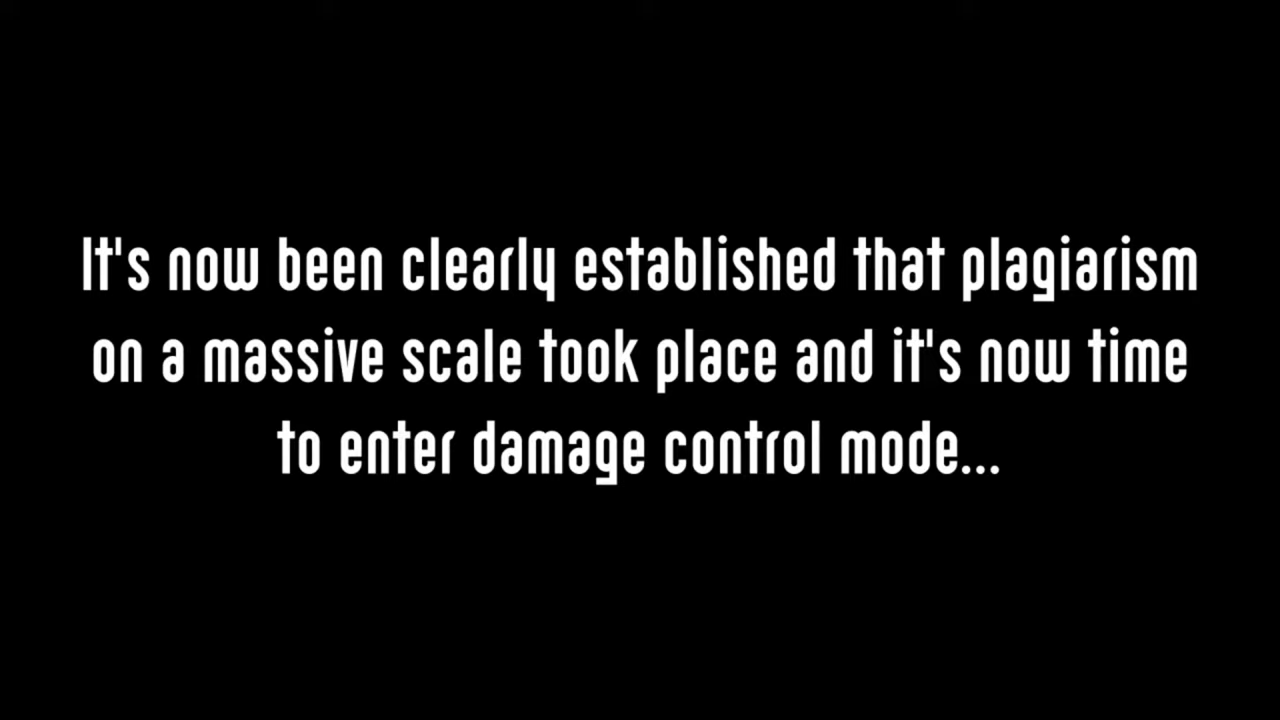 It's now been clearly established that plagiarism
on a massive scale took place and it's now time
to enter damage control mode...